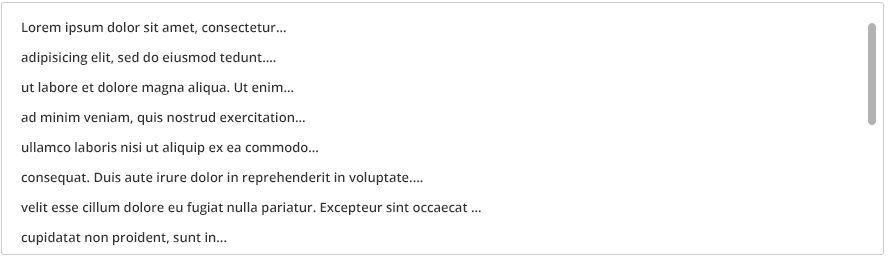 Lorem ipsum dolor sit amet, consectetur...
adipisicing elit, sed do eiusmod tedunt....
ut labore et dolore magna aliqua. Ut enim...
ad minim veniam, quis nostrud exercitation...
ullamco laboris nisi ut aliquip ex ea commodo...
consequat. Duis aute irure dolor in reprehenderit in voluptate....
velit esse cillum dolore eu fugiat nulla pariatur. Excepteur sint occaecat ...
cupidatat non proident, sunt in...